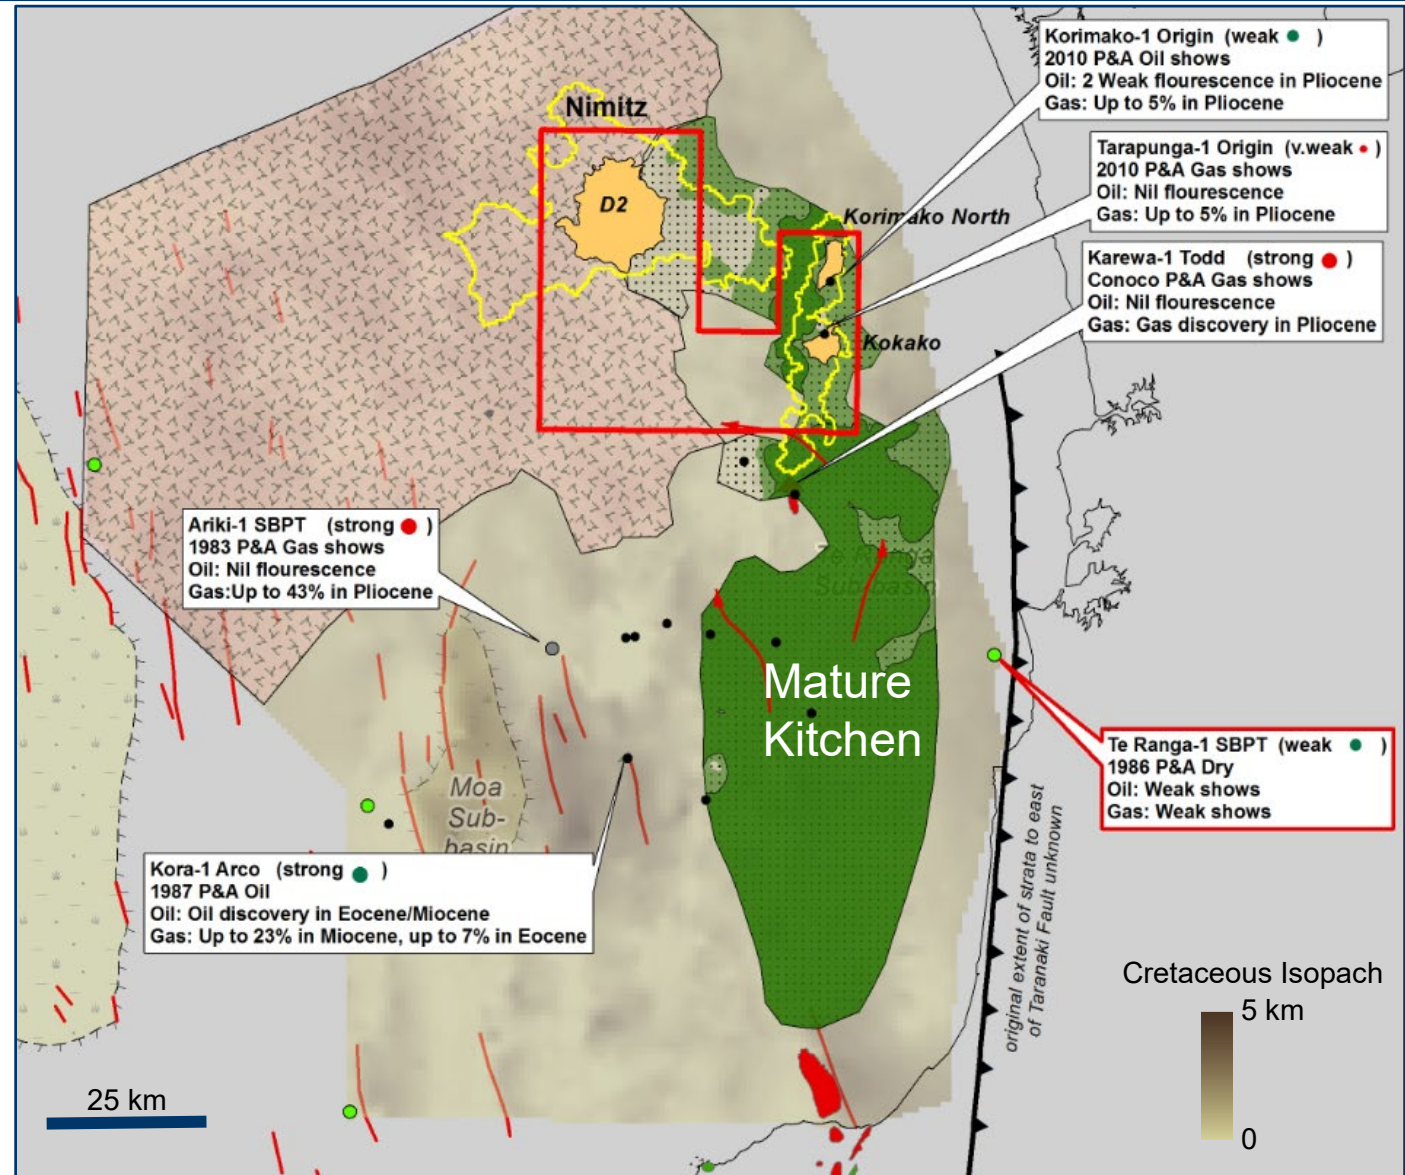 Nimitz
Korimako-1 Origin (weak )
2010 P&A Oil shows
Oil: 2 Weak flourescence in Pliocene
Gas: Up to 5% in Pliocene
Tarapunga-1 Origin (v.weak )
2010 P&A Gas shows
Oil: Nil flourescence
Gas: Up to 5% in Pliocene
D2
Korimako North
Karewa-1 Todd (strong )
Conoco P&A Gas shows
Oil: Nil flourescence
Gas: Gas discovery in Pliocene
Kokako
Ariki-1 SBPT (strong )
1983 P&A Gas shows
Oil: Nil flourescence
Gas:Up to 43% in Pliocene
Te Ranga
Sub-basin
Mature
Kitchen
Te Ranga-1 SBPT (weak )
1986 P&A Dry
Oil: Weak shows
Gas: Weak shows
Moa
Sub-
basin
Kora-1 Arco (strong )
1987 P&A Oil
Oil: Oil discovery in Eocene/Miocene
Gas: Up to 23% in Miocene, up to 7% in Eocene
original extent of strata to east
of Taranaki Fault unknown
Cretaceous Isopach
5 km
0
25 km